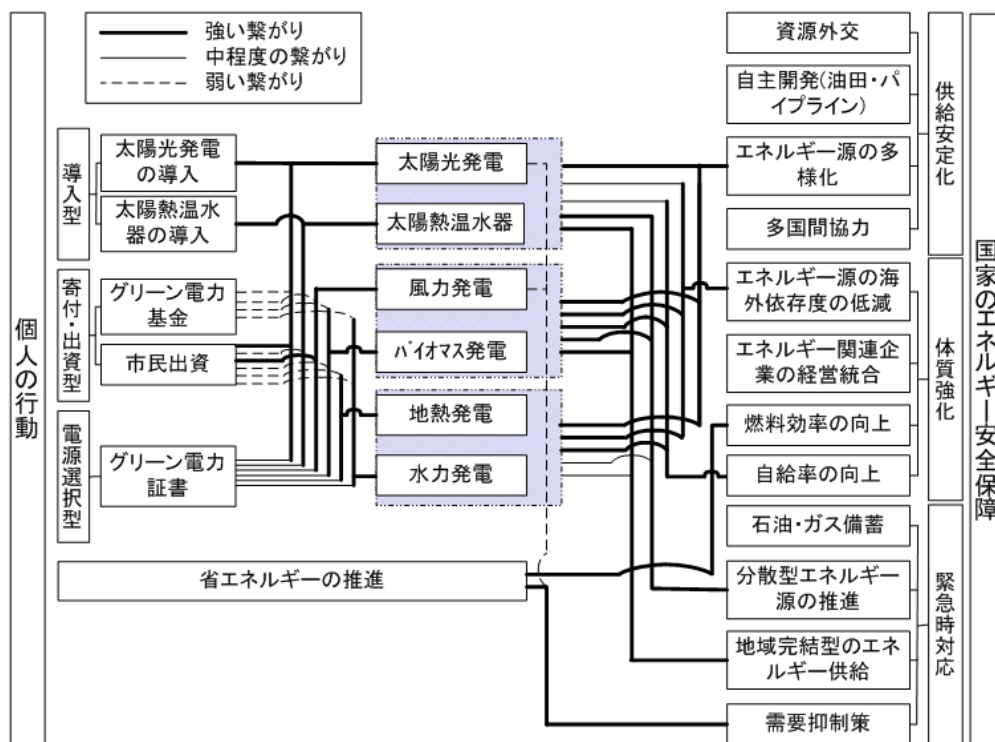 強い繋がり
中程度の繋がり
弱い繋がり
個人の行動
導入型
太陽光発電
の導入
太陽熱温水
器の導入
寄付・出資型
グリーン電力
基金
市民出資
電源選択型
グリーン電力
証書
省エネルギーの推進
太陽光発電
太陽熱温水器
風力発電
バイオマス発電
地熱発電
水力発電
資源外交
自主開発(油田・パ
イプライン)
エネルギー源の多
様化
多国間協力
供給安定化
エネルギー源の海
外依存度の低減
エネルギー関連企
業の経営統合
燃料効率の向上
自給率の向上
体質強化
石油・ガス備蓄
分散型エネルギー
源の推進
地域完結型のエネ
ルギー供給
需要抑制策
緊急時対応
国家のエネルギー安全保障